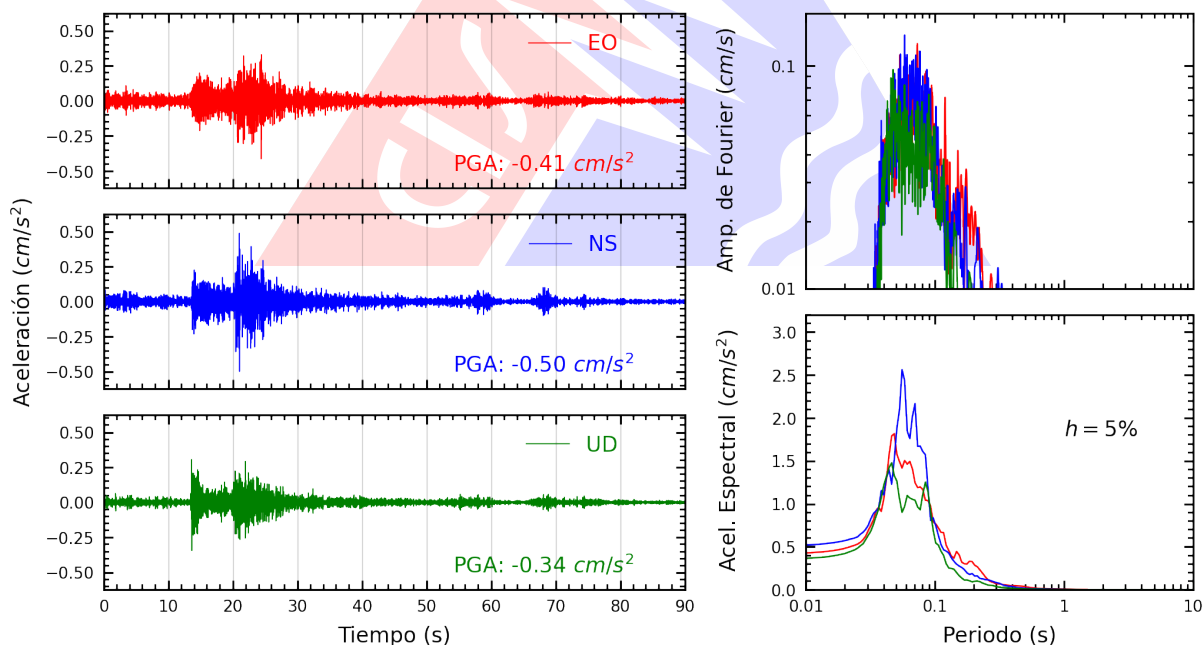 Aceleración (cm/s²)
0.50
0.25
0.00
−0.25
−0.50
EO
PGA: -0.41 cm/s²
0.50
0.25
0.00
−0.25
−0.50
NS
PGA: -0.50 cm/s²
0.50
0.25
0.00
−0.25
−0.50
UD
PGA: -0.34 cm/s²
0 10 20 30 40 50 60 70 80 90
Tiempo (s)
Amp. de Fourier (cm/s)
0.1
0.01
Acel. Espectral (cm/s²)
3.0
2.5
2.0
1.5
1.0
0.5
0.0
h = 5%
0.01 0.1 1 10
Periodo (s)